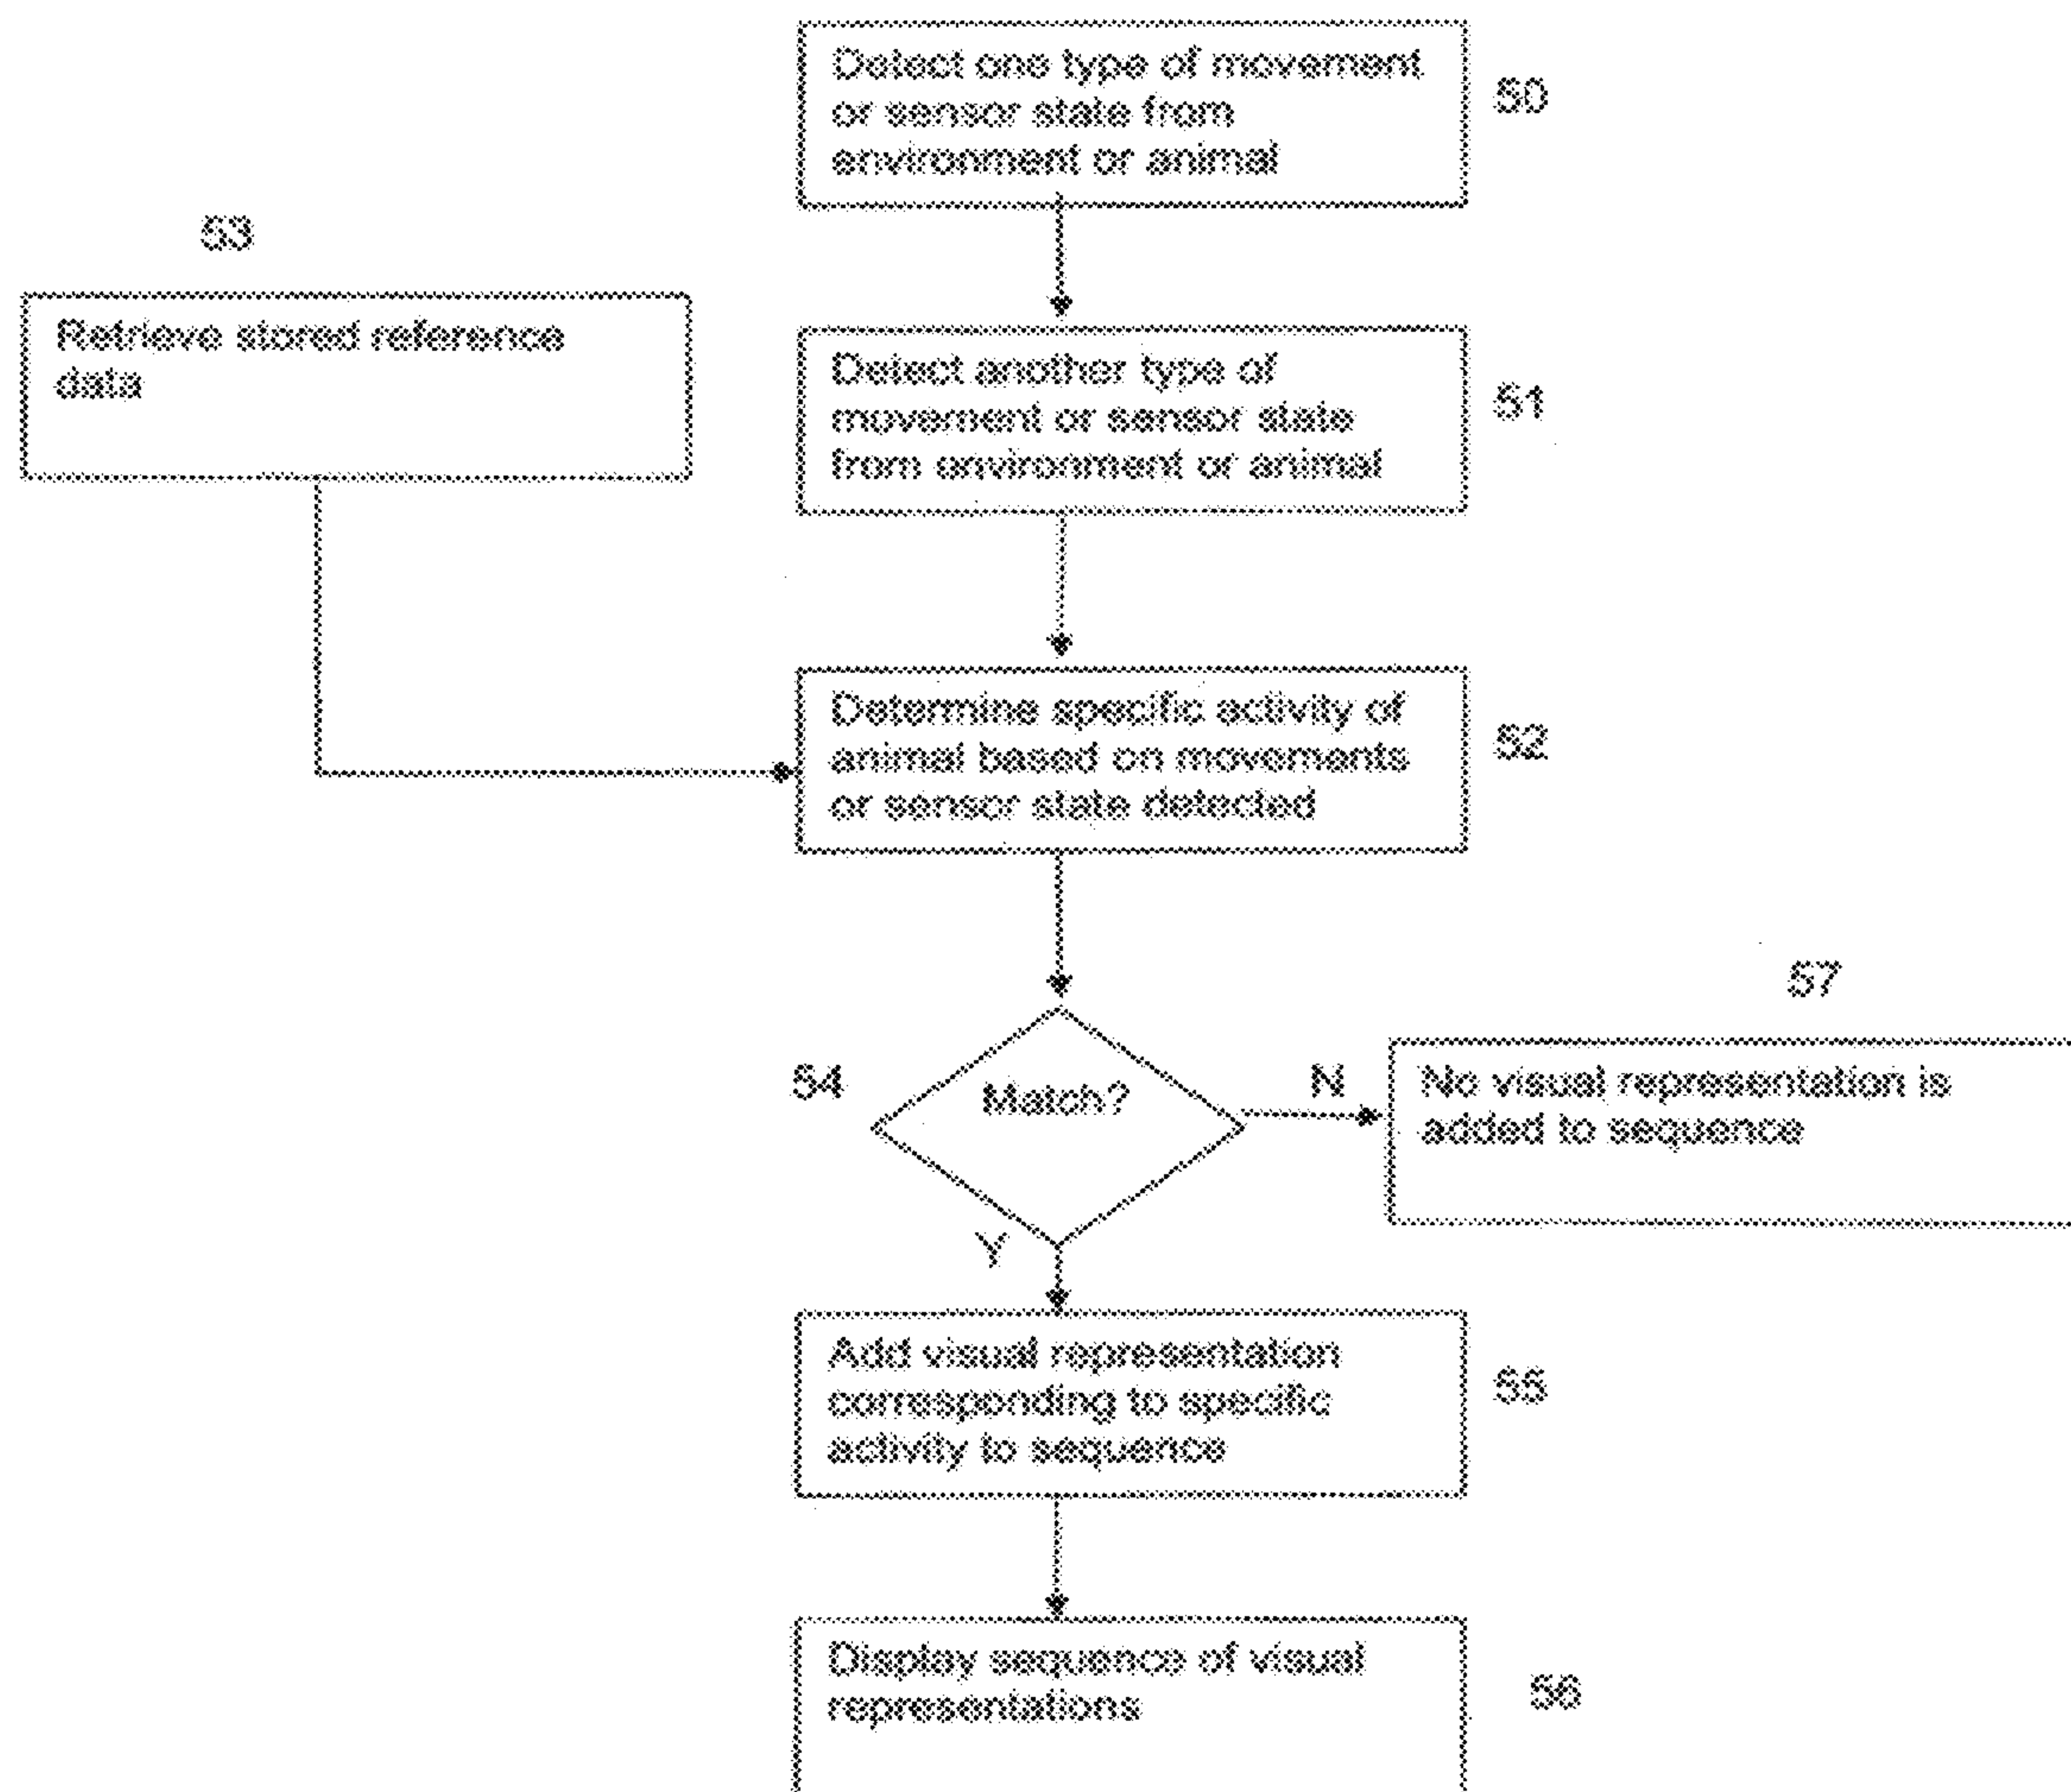 Detect one type of movement
or sensor state from
environment or animal
50
53
Retrieve stored reference
data
Detect another type of
movement or sensor state
from environment or animal
51
Determine specific activity of
animal based on movements
or sensor state detected
52
54
Match?
N
57
No visual representation is
added to sequence
Y
Add visual representation
corresponding to specific
activity to sequence
55
Display sequence of visual
representations
56